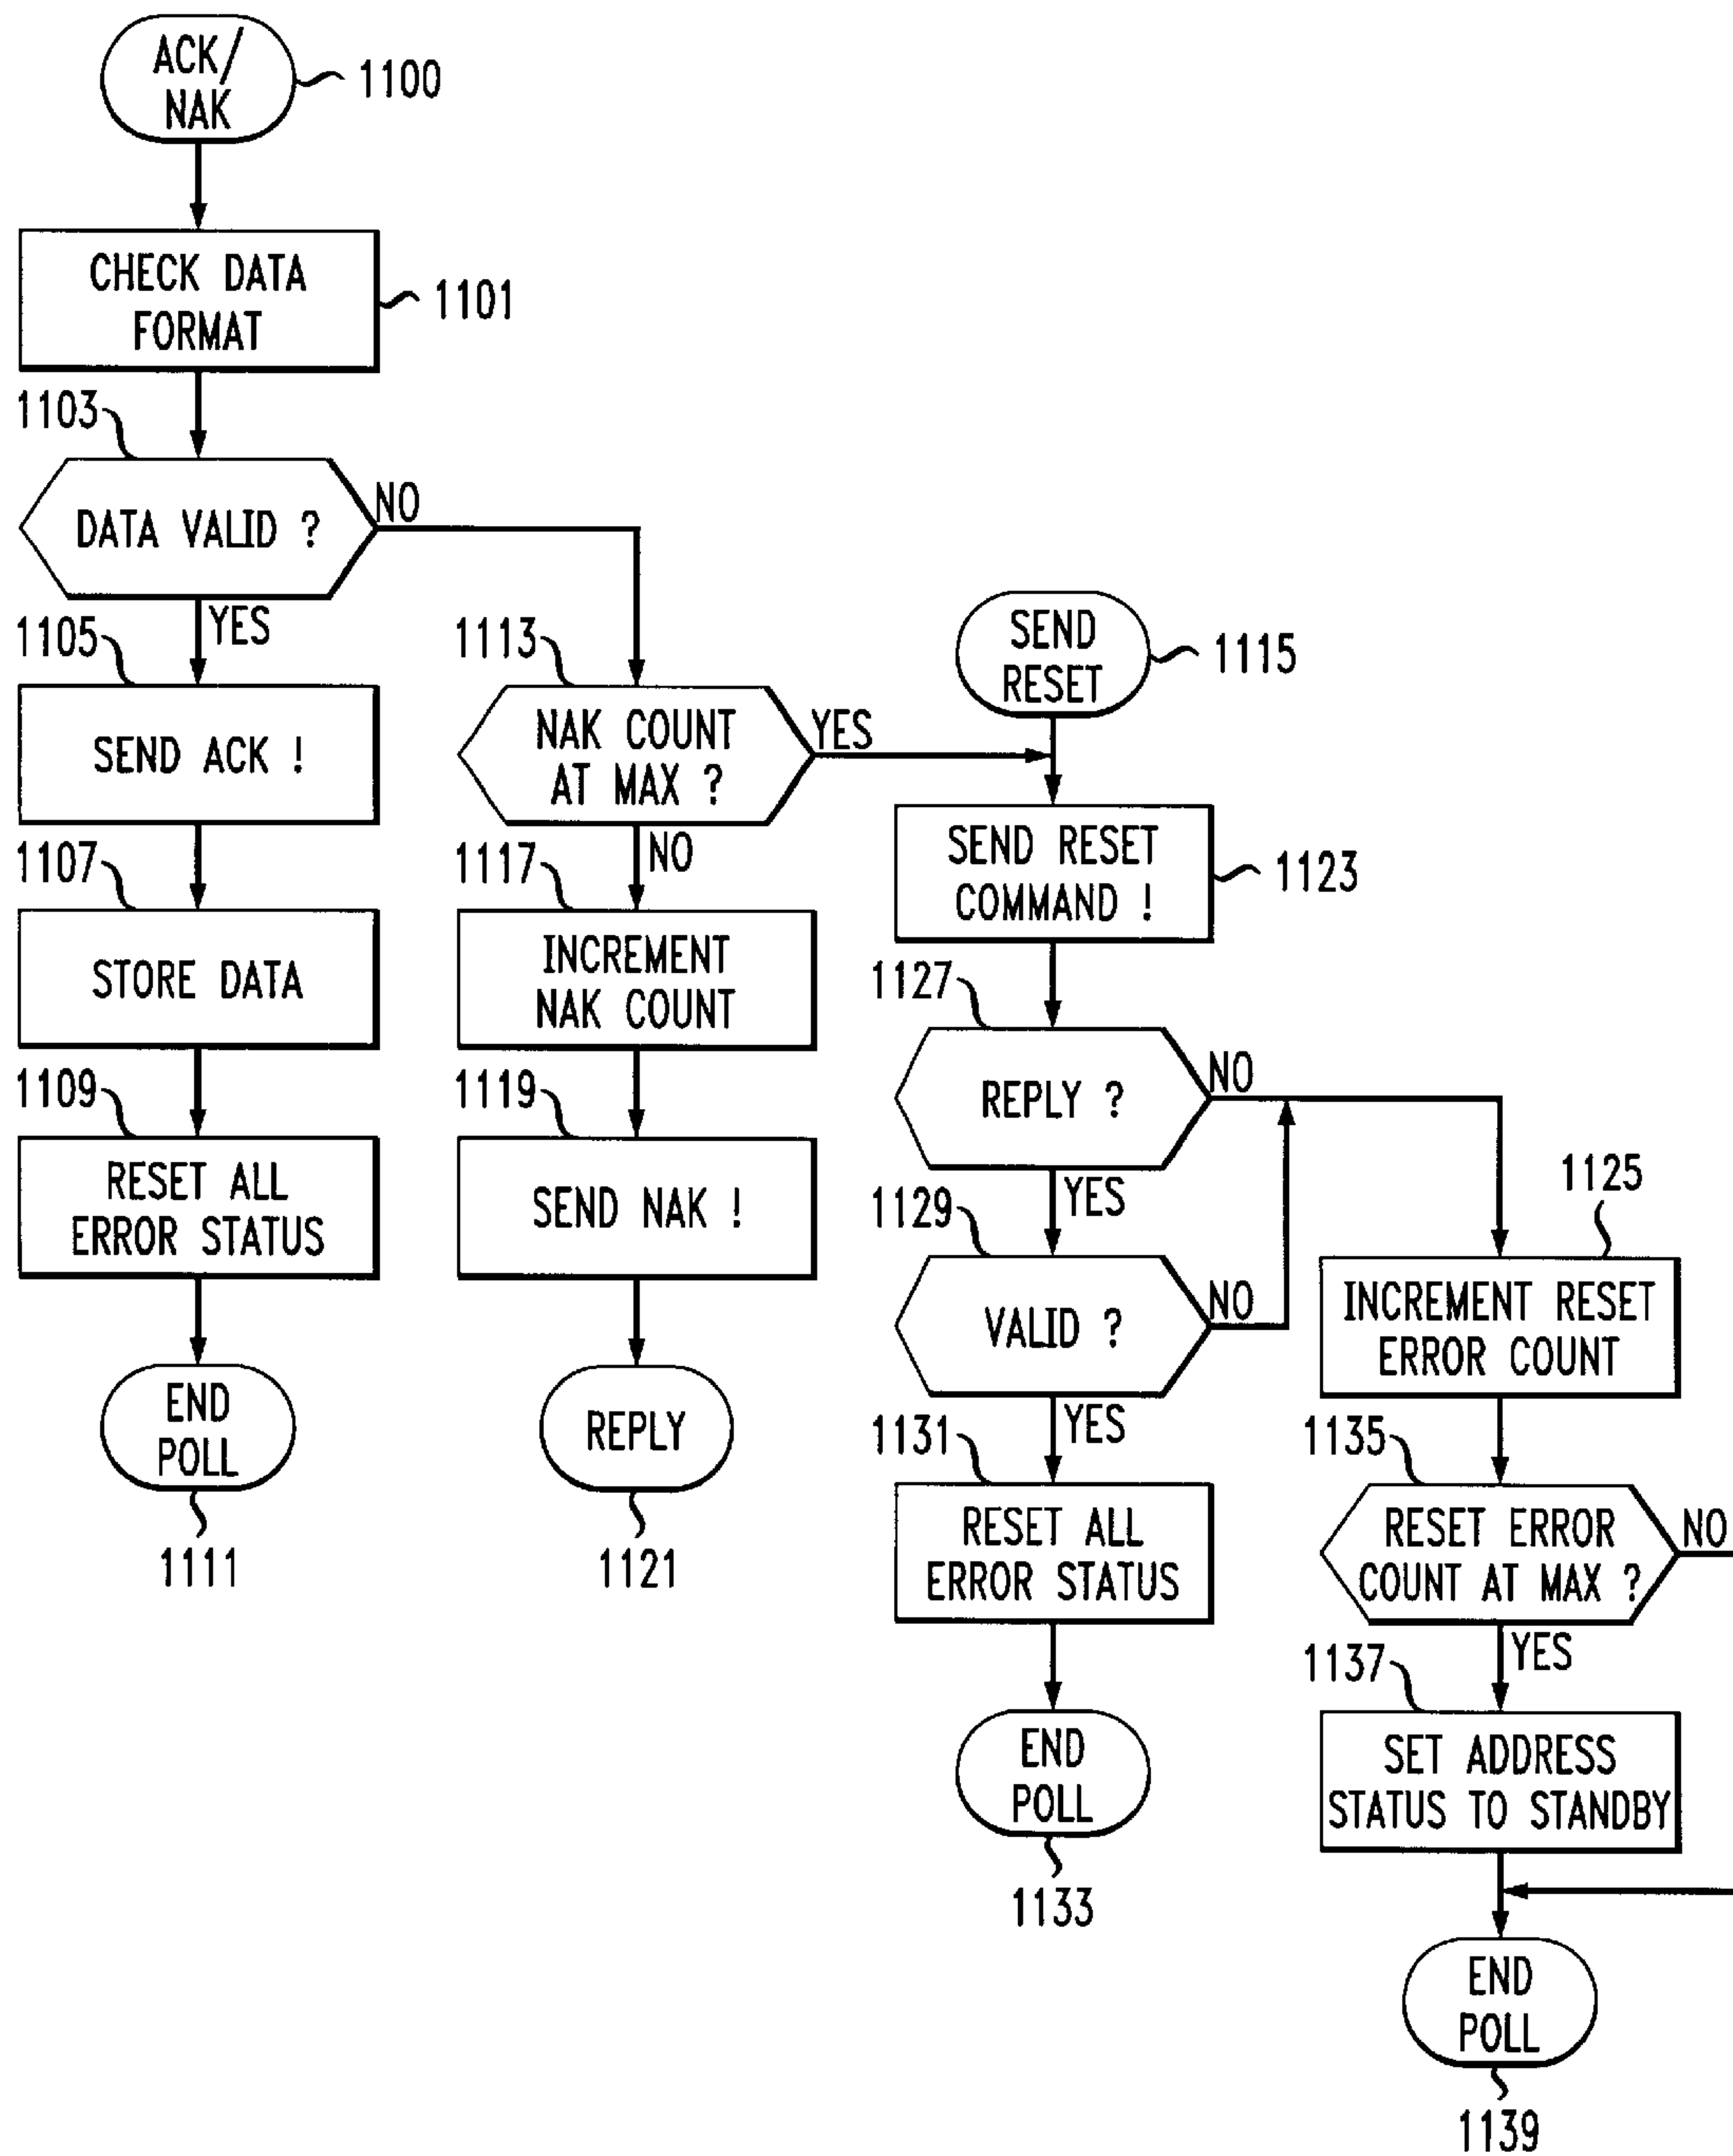 ACK/
NAK
1100
CHECK DATA
FORMAT
1101
1103
DATA VALID ?
NO
YES
1105
SEND ACK !
1107
STORE DATA
1109
RESET ALL
ERROR STATUS
END
POLL
1111
1113
NAK COUNT
AT MAX ?
YES
NO
1117
INCREMENT
NAK COUNT
1119
SEND NAK !
REPLY
1121
SEND
RESET
1115
SEND RESET
COMMAND !
1123
1127
REPLY ?
NO
YES
1129
VALID ?
NO
YES
1131
RESET ALL
ERROR STATUS
END
POLL
1133
1125
INCREMENT RESET
ERROR COUNT
1135
RESET ERROR
COUNT AT MAX ?
NO
YES
1137
SET ADDRESS
STATUS TO STANDBY
END
POLL
1139